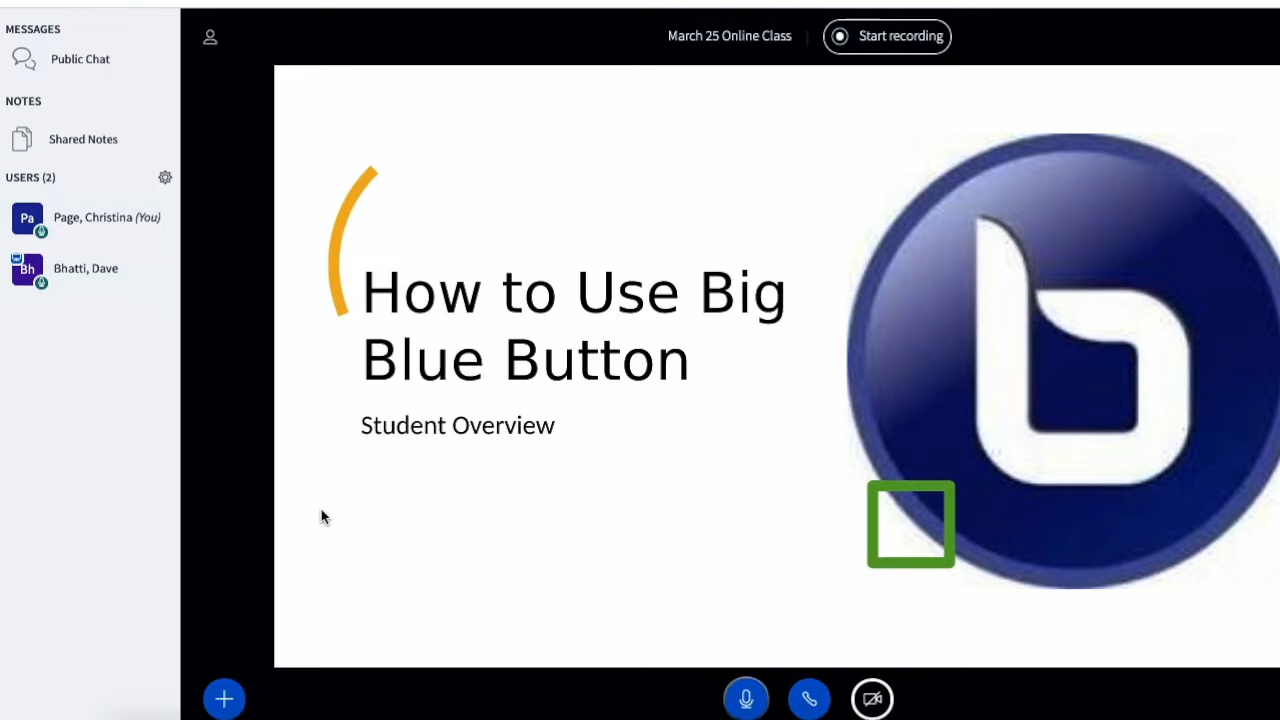 MESSAGES
Public Chat
NOTES
Shared Notes
USERS (2)
Pa
Page, Christina (You)
Bh
Bhatti, Dave
March 25 Online Class
Start recording
How to Use Big
Blue Button
Student Overview
b